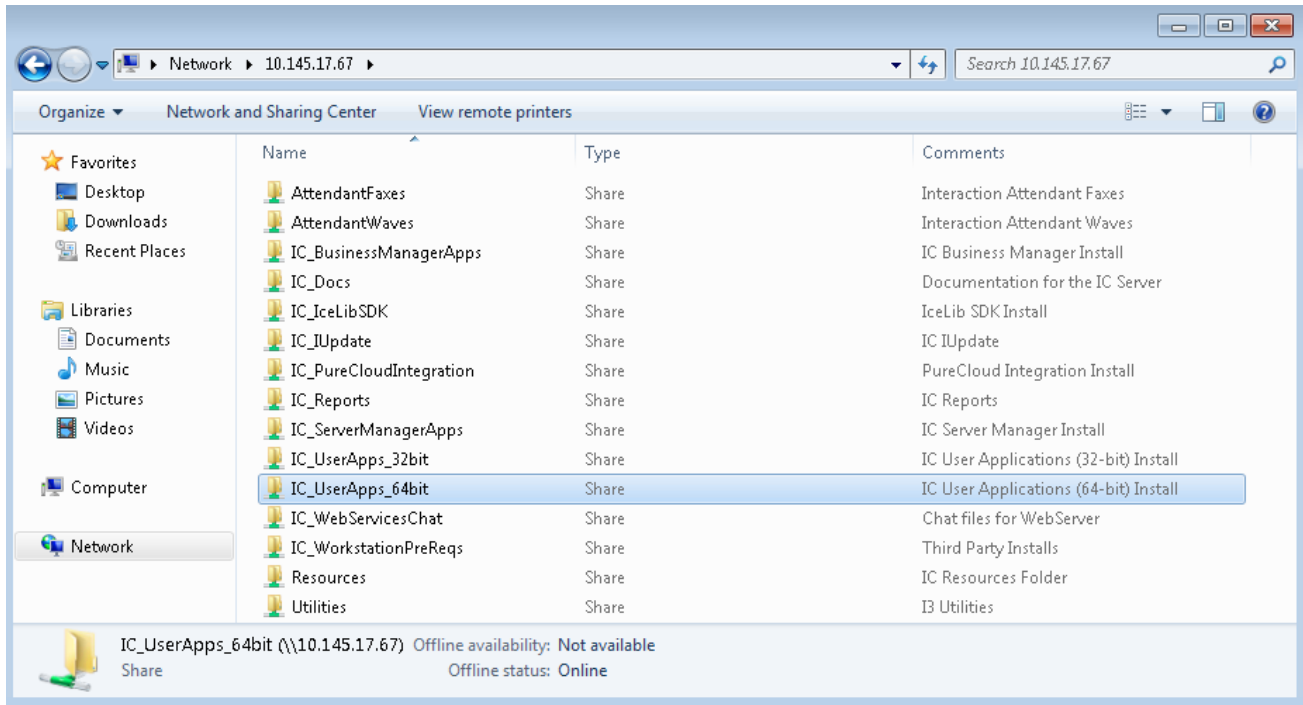 Network 10.145.17.67
Search 10.145.17.67
Organize Network and Sharing Center View remote printers
Favorites
Desktop
Downloads
Recent Places
Libraries
Documents
Music
Pictures
Videos
Computer
Network
Name Type Comments
AttendantFaxes Share Interaction Attendant Faxes
AttendantWaves Share Interaction Attendant Waves
IC_BusinessManagerApps Share IC Business Manager Install
IC_Docs Share Documentation for the IC Server
IC_IceLibSDK Share IceLib SDK Install
IC_IUpdate Share IC IUpdate
IC_PureCloudIntegration Share PureCloud Integration Install
IC_Reports Share IC Reports
IC_ServerManagerApps Share IC Server Manager Install
IC_UserApps_32bit Share IC User Applications (32-bit) Install
IC_UserApps_64bit Share IC User Applications (64-bit) Install
IC_WebServicesChat Share Chat files for WebServer
IC_WorkstationPreReqs Share Third Party Installs
Resources Share IC Resources Folder
Utilities Share I3 Utilities
IC_UserApps_64bit (\\10.145.17.67) Offline availability: Not available
Share Offline status: Online